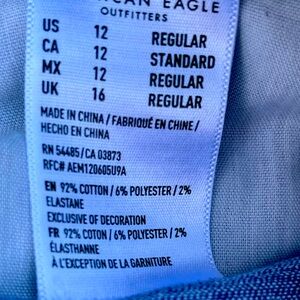 EAGLE
OUTFITTERS
US 12 REGULAR
CA 12 STANDARD
MX 12 REGULAR
UK 16 REGULAR
MADE IN CHINA / FABRIQUÉ EN CHINE /
HECHO EN CHINA
RN 54485/CA 03873
RFC# AEM120605U9A
EN 92% COTTON / 6% POLYESTER / 2%
ELASTANE
EXCLUSIVE OF DECORATION
FR 92% COTON / 6% POLYESTER / 2%
ÉLASTHANNE
À L'EXCEPTION DE LA GARNITURE